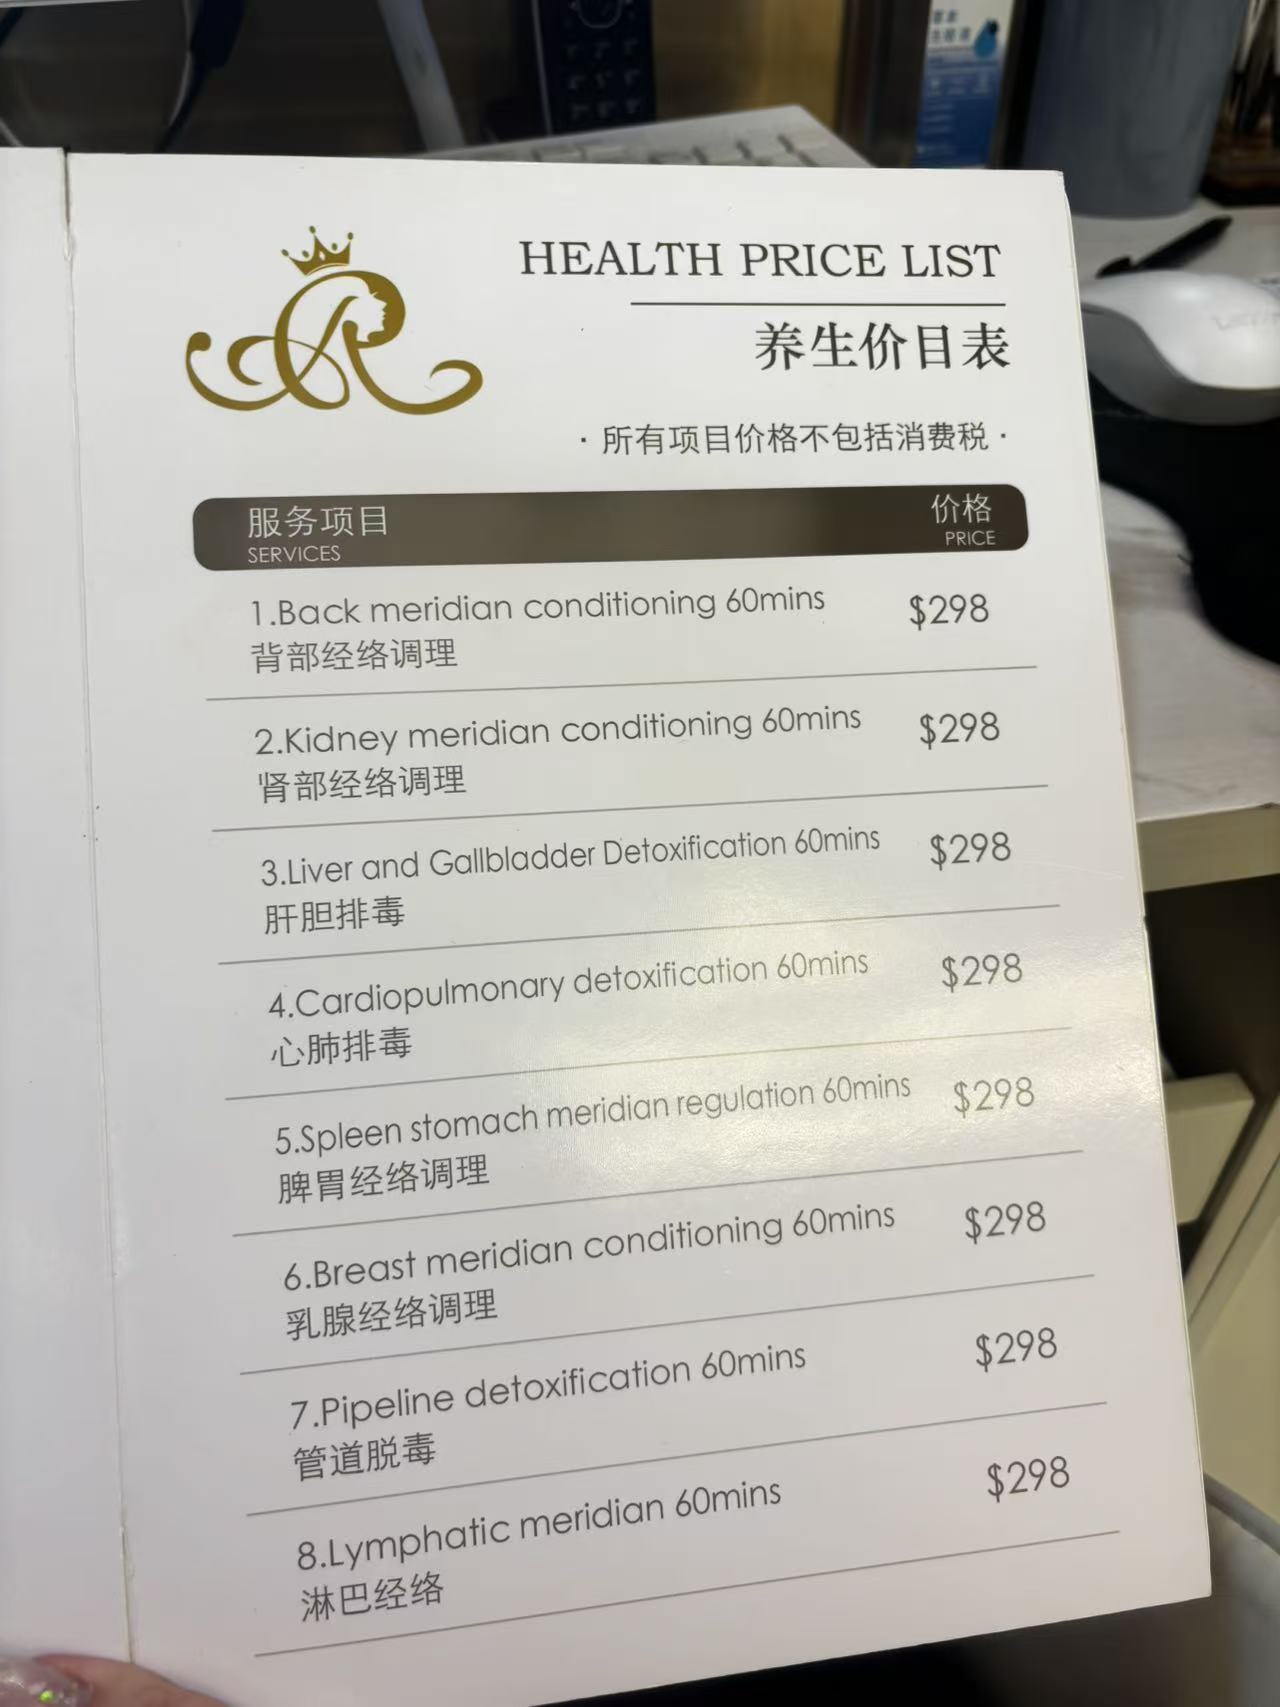 HEALTH PRICE LIST
养生价目表
·所有项目价格不包括消费税·
服务项目 价格
SERVICES PRICE
1.Back meridian conditioning 60mins $298
背部经络调理
2.Kidney meridian conditioning 60mins $298
肾部经络调理
3.Liver and Gallbladder Detoxification 60mins $298
肝胆排毒
4.Cardiopulmonary detoxification 60mins $298
心肺排毒
5.Spleen stomach meridian regulation 60mins $298
脾胃经络调理
6.Breast meridian conditioning 60mins $298
乳腺经络调理
7.Pipeline detoxification 60mins $298
管道脱毒
8.Lymphatic meridian 60mins $298
淋巴经络